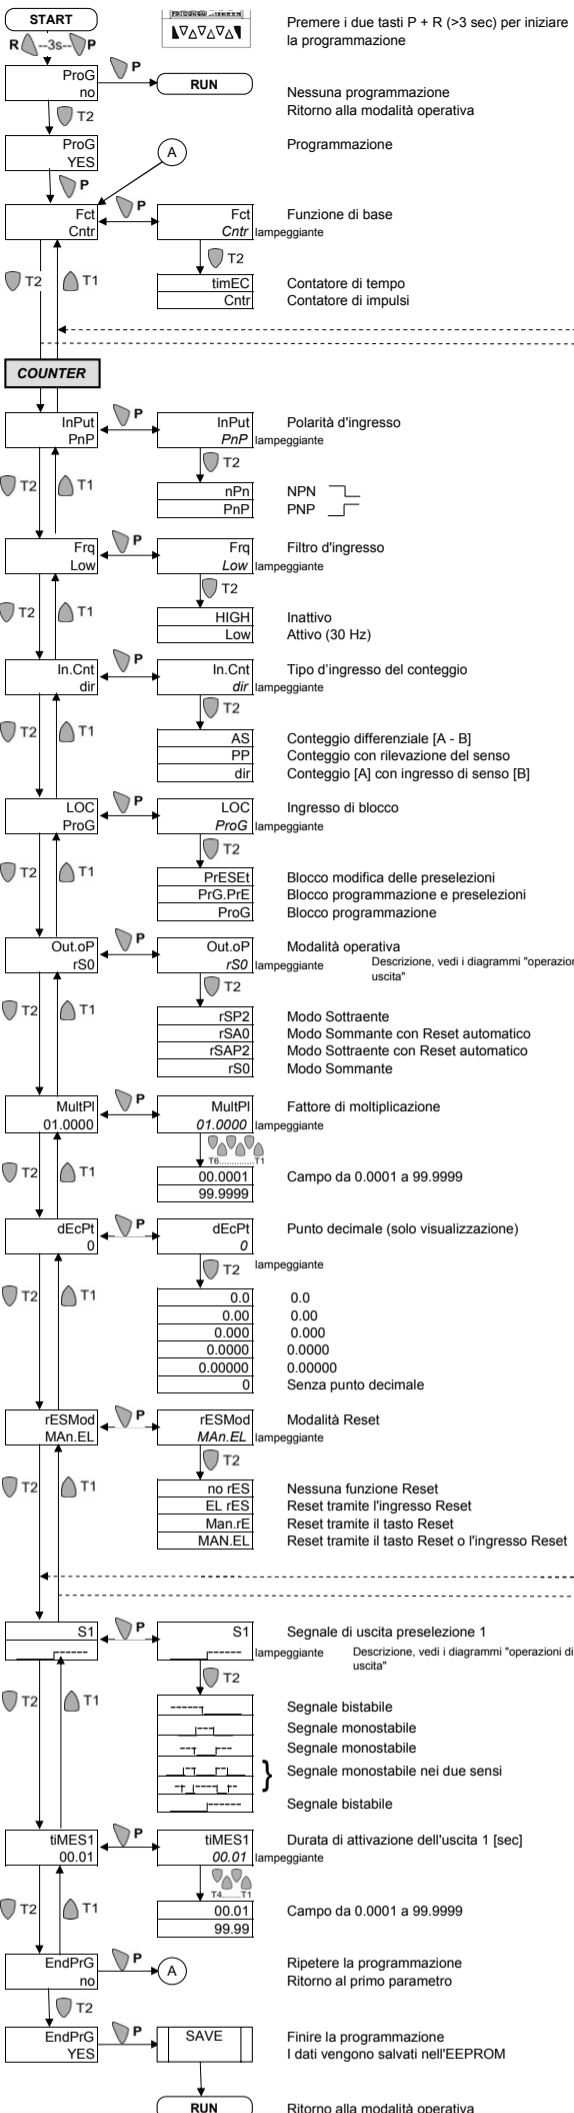 START
Premere i due tasti P + R (>3 sec) per iniziare
la programmazione
R --3s-- P
ProG
no
P
RUN
Nessuna programmazione
Ritorno alla modalità operativa
T2
ProG
YES
A
Programmazione
P
Fct
Cntr
P
Fct
Cntr lampeggiante
Funzione di base
T2
T2
T1
timEC
Cntr
Contatore di tempo
Contatore di impulsi
COUNTER
InPut
PnP
P
InPut
PnP lampeggiante
Polarità d'ingresso
T2
T2
T1
nPn
PnP
NPN
PNP
Frq
Low
P
Frq
Low lampeggiante
Filtro d'ingresso
T2
T2
T1
HIGH
Low
Inattivo
Attivo (30 Hz)
In.Cnt
dir
P
In.Cnt
dir lampeggiante
Tipo d'ingresso del conteggio
T2
T2
T1
AS
PP
dir
Conteggio differenziale [A - B]
Conteggio con rilevazione del senso
Conteggio [A] con ingresso di senso [B]
LOC
ProG
P
LOC
ProG lampeggiante
Ingresso di blocco
T2
T2
T1
PrESEt
PrG.PrE
ProG
Blocco modifica delle preselezioni
Blocco programmazione e preselezioni
Blocco programmazione
Out.oP
rS0
P
Out.oP
rS0 lampeggiante
Modalità operativa
Descrizione, vedi i diagrammi "operazion
uscita"
T2
T2
T1
rSP2
rSA0
rSAP2
rS0
Modo Sottraente
Modo Sommante con Reset automatico
Modo Sottraente con Reset automatico
Modo Sommante
MultPl
01.0000
P
MultPl
01.0000 lampeggiante
Fattore di moltiplicazione
T6..............T1
T2
T1
00.0001
99.9999
Campo da 0.0001 a 99.9999
dEcPt
0
P
dEcPt
0
lampeggiante
Punto decimale (solo visualizzazione)
T2
T2
T1
0.0
0.00
0.000
0.0000
0.00000
0
0.0
0.00
0.000
0.0000
0.00000
Senza punto decimale
rESMod
MAn.EL
P
rESMod
MAn.EL lampeggiante
Modalità Reset
T2
T2
T1
no rES
EL rES
Man.rE
MAN.EL
Nessuna funzione Reset
Reset tramite l'ingresso Reset
Reset tramite il tasto Reset
Reset tramite il tasto Reset o l'ingresso Reset
S1
P
S1
lampeggiante
Segnale di uscita preselezione 1
Descrizione, vedi i diagrammi "operazioni di
uscita"
T2
T2
T1
Segnale bistabile
Segnale monostabile
Segnale monostabile
Segnale monostabile nei due sensi
Segnale bistabile
tiMES1
00.01
P
tiMES1
00.01 lampeggiante
Durata di attivazione dell'uscita 1 [sec]
T4.......T1
T2
T1
00.01
99.99
Campo da 0.0001 a 99.9999
EndPrG
no
P
A
Ripetere la programmazione
Ritorno al primo parametro
T2
EndPrG
YES
P
SAVE
Finire la programmazione
I dati vengono salvati nell'EEPROM
RUN
Ritorno alla modalità operativa